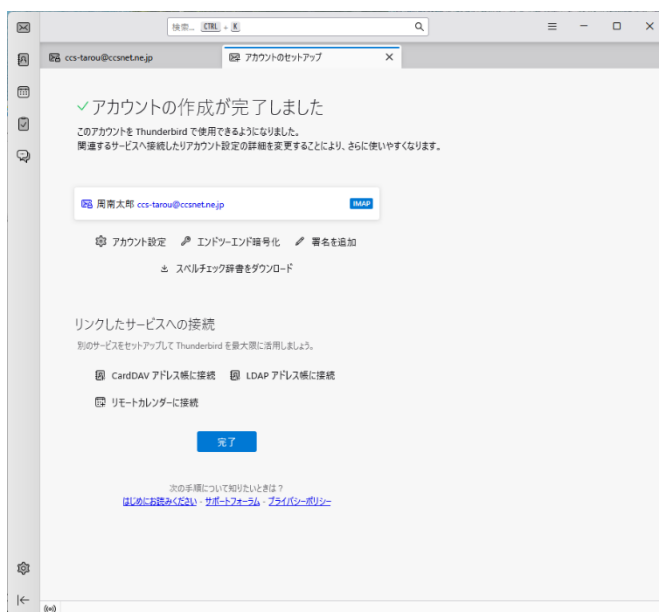 検索... CTRL + K
ccs-tarou@ccsnet.ne.jp
アカウントのセットアップ
アカウントの作成が完了しました
このアカウントを Thunderbird で使用できるようになりました。
関連するサービスへ接続したりアカウント設定の詳細を変更することにより、さらに使いやすくなります。
周南太郎 ccs-tarou@ccsnet.ne.jp IMAP
アカウント設定 エンドツーエンド暗号化 署名を追加
スペルチェック辞書をダウンロード
リンクしたサービスへの接続
別のサービスをセットアップして Thunderbird を最大限に活用しましょう。
CardDAV アドレス帳に接続 LDAP アドレス帳に接続
リモートカレンダーに接続
完了
次の手順について知りたいときは？
はじめにお読みください - サポートフォーラム - プライバシーポリシー